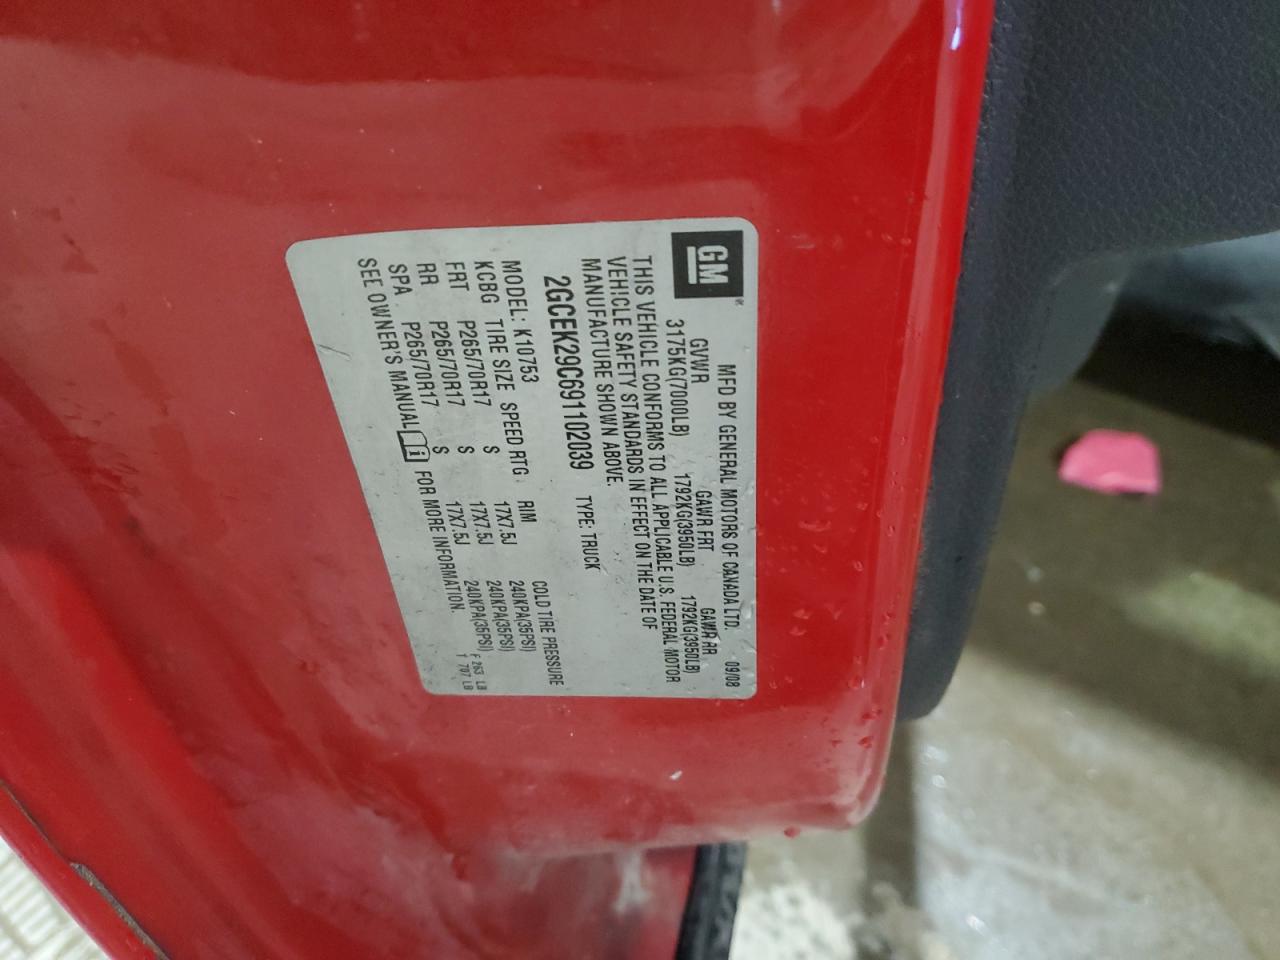 GM®
MFD BY GENERAL MOTORS OF CANADA LTD. 09/08
GVWR GAWR FRT GAWR RR
3175KG(7000LB) 1792KG(3950LB) 1792KG(3950LB)
THIS VEHICLE CONFORMS TO ALL APPLICABLE U.S. FEDERAL MOTOR
VEHICLE SAFETY STANDARDS IN EFFECT ON THE DATE OF
MANUFACTURE SHOWN ABOVE.
2GCEK29C691102039 TYPE: TRUCK
MODEL: K10753
KCBG TIRE SIZE SPEED RTG RIM COLD TIRE PRESSURE
FRT P265/70R17 S 17X7.5J 240KPA(35PSI)
RR P265/70R17 S 17X7.5J 240KPA(35PSI)
SPA P265/70R17 S 17X7.5J 240KPA(35PSI)
SEE OWNER'S MANUAL i FOR MORE INFORMATION.
F 263 LB
T 707 LB